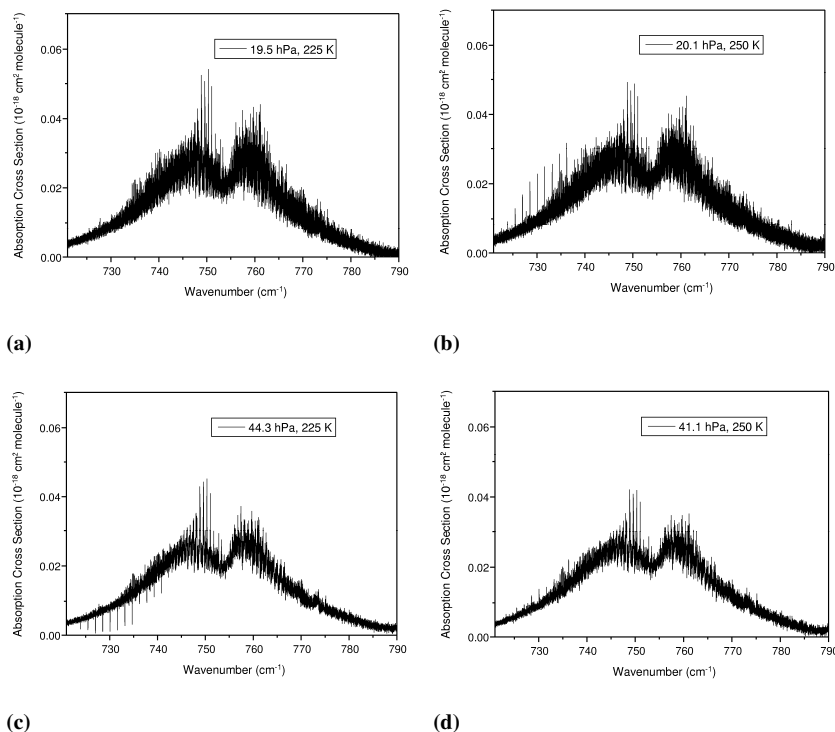 0.06
0.04
0.02
0.00
Absorption Cross Section (10⁻¹⁸ cm² molecule⁻¹)
19.5 hPa, 225 K
730 740 750 760 770 780 790
Wavenumber (cm⁻¹)
(a)
0.06
0.04
0.02
0.00
Absorption Cross Section (10⁻¹⁸ cm² molecule⁻¹)
20.1 hPa, 250 K
730 740 750 760 770 780 790
Wavenumber (cm⁻¹)
(b)
0.06
0.04
0.02
0.00
Absorption Cross Section (10⁻¹⁸ cm² molecule⁻¹)
44.3 hPa, 225 K
730 740 750 760 770 780 790
Wavenumber (cm⁻¹)
(c)
0.06
0.04
0.02
0.00
Absorption Cross Section (10⁻¹⁸ cm² molecule⁻¹)
41.1 hPa, 250 K
730 740 750 760 770 780 790
Wavenumber (cm⁻¹)
(d)